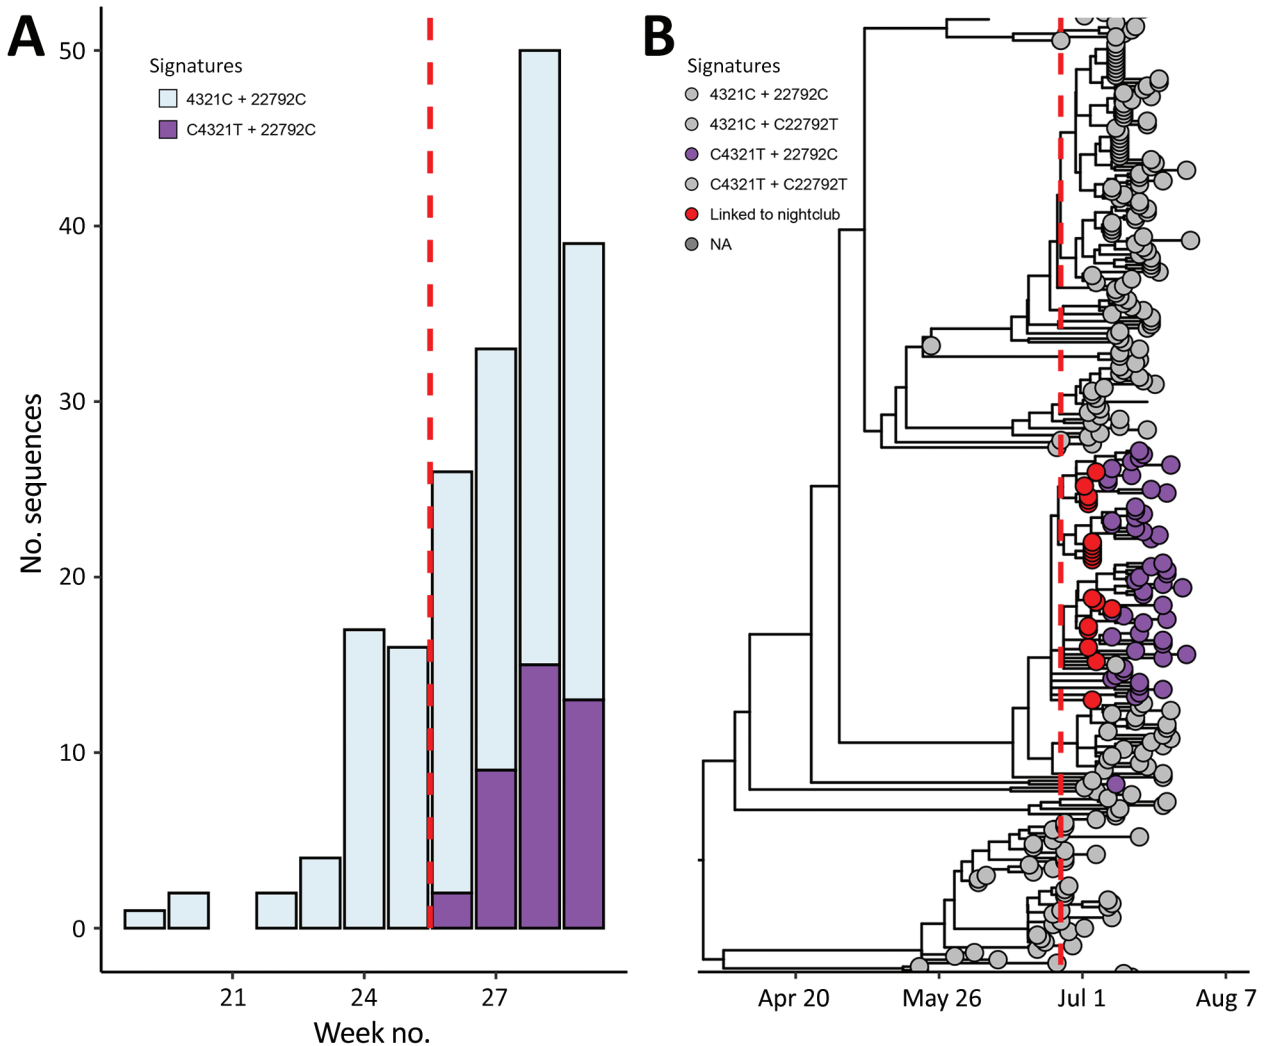 A
Signatures
4321C + 22792C
C4321T + 22792C
No. sequences
50
40
30
20
10
0
21 24 27
Week no.
B
Signatures
4321C + 22792C
4321C + C22792T
C4321T + 22792C
C4321T + C22792T
Linked to nightclub
NA
Apr 20 May 26 Jul 1 Aug 7